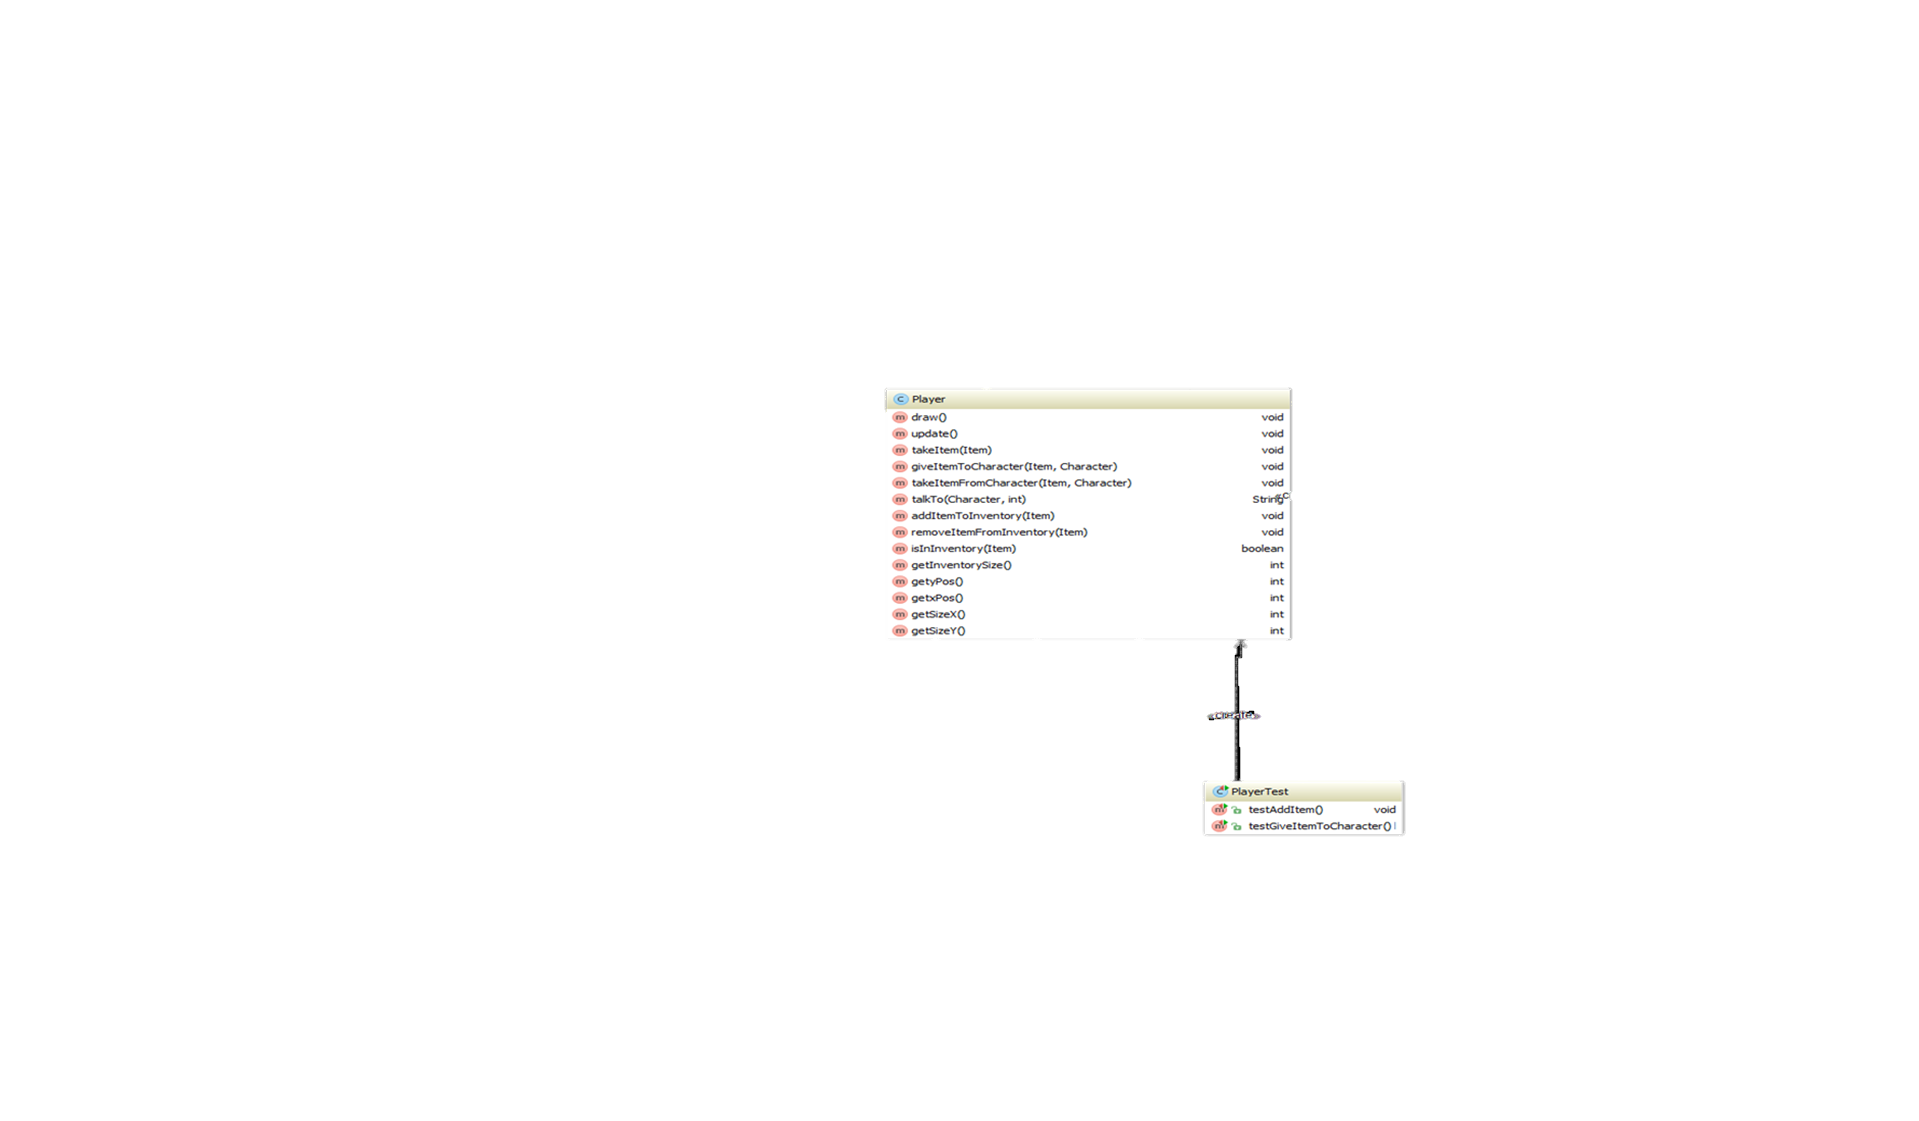 C Player
m draw() void
m update() void
m takeItem(Item) void
m giveItemToCharacter(Item, Character) void
m takeItemFromCharacter(Item, Character) void
m talkTo(Character, int) String
m addItemToInventory(Item) void
m removeItemFromInventory(Item) void
m isInInventory(Item) boolean
m getInventorySize() int
m getyPos() int
m getxPos() int
m getSizeX() int
m getSizeY() int
C PlayerTest
m testAddItem() void
m testGiveItemToCharacter()